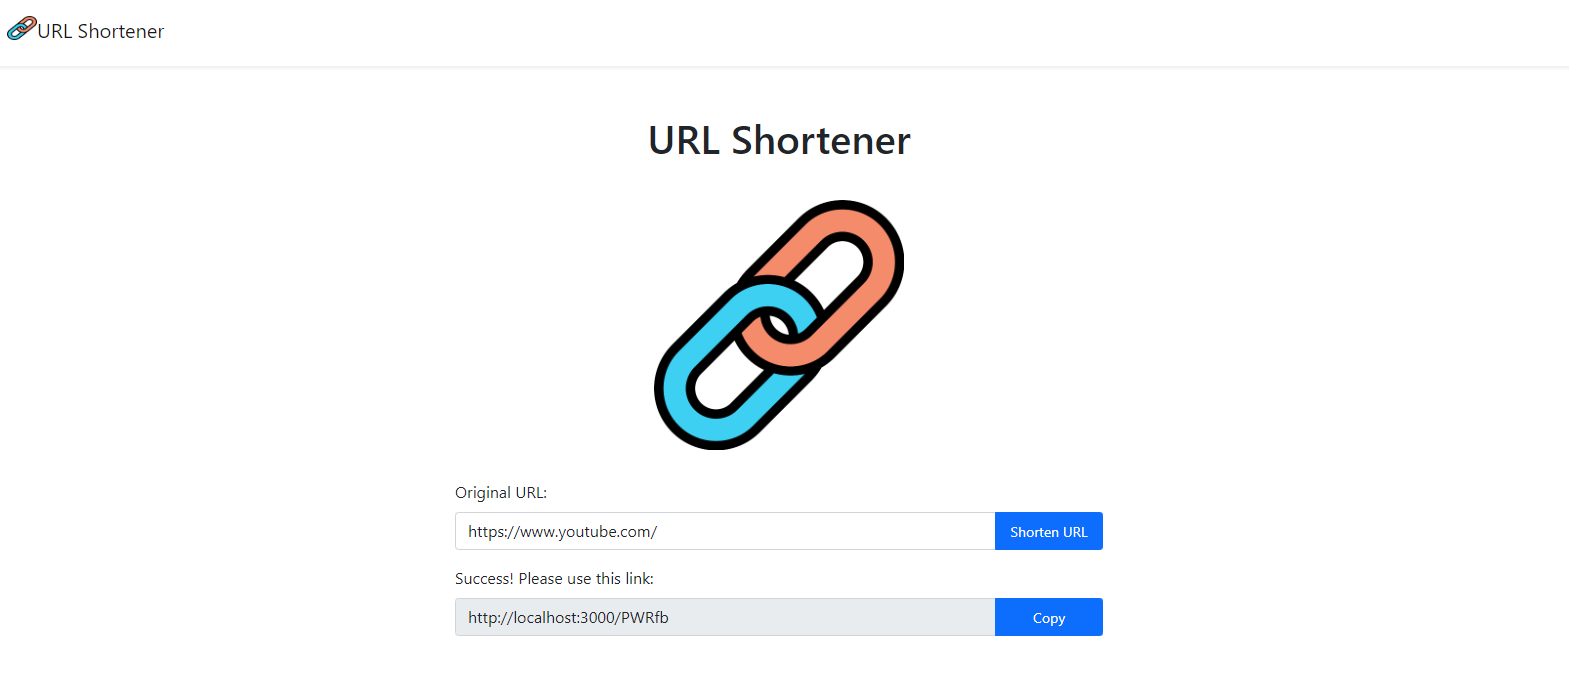 URL Shortener
URL Shortener
Original URL:
https://www.youtube.com/
Shorten URL
Success! Please use this link:
http://localhost:3000/PWRfb
Copy